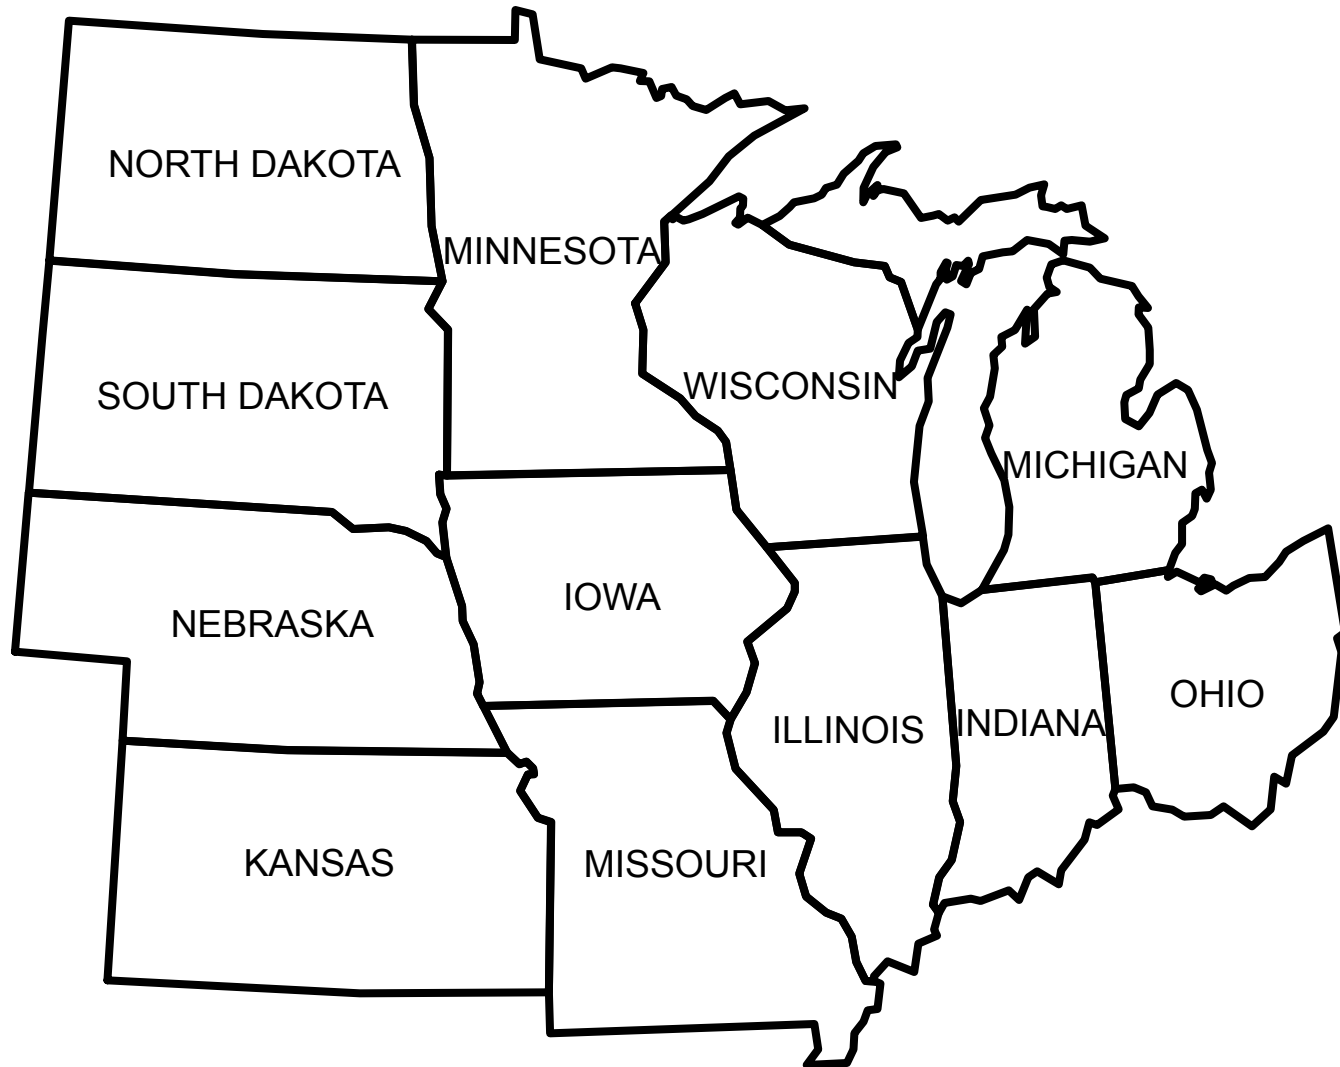 NORTH DAKOTA
MINNESOTA
SOUTH DAKOTA
WISCONSIN
MICHIGAN
NEBRASKA
IOWA
OHIO
ILLINOIS
INDIANA
KANSAS
MISSOURI